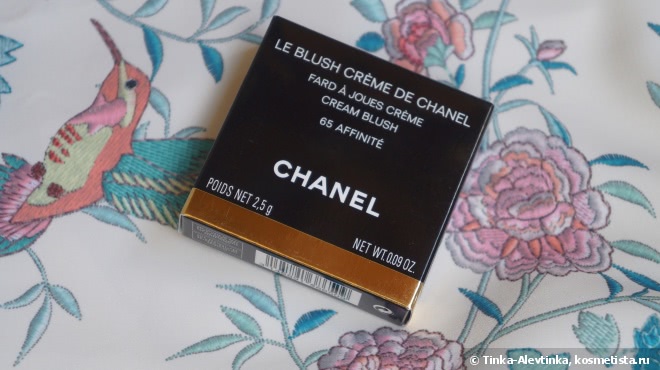 LE BLUSH CRÈME DE CHANEL
FARD À JOUES CRÈME
CREAM BLUSH
65 AFFINITÉ
CHANEL
POIDS NET 2,5 g
NET WT. 0.09 OZ.
© Tinka-Alevtinka, kosmetista.ru